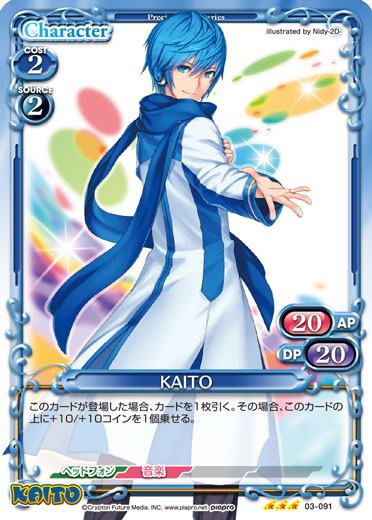 Character
Illustrated by Nidy-2D-
COST
2
SOURCE
2
20 AP
DP 20
KAITO
このカードが登場した場合、カードを1枚引く。その場合、このカードの
上に+10/+10コインを1個乗せる。
ヘッドフォン 音楽
KAITO
©Crypton Future Media, INC. www.piapro.net piapro
03-091